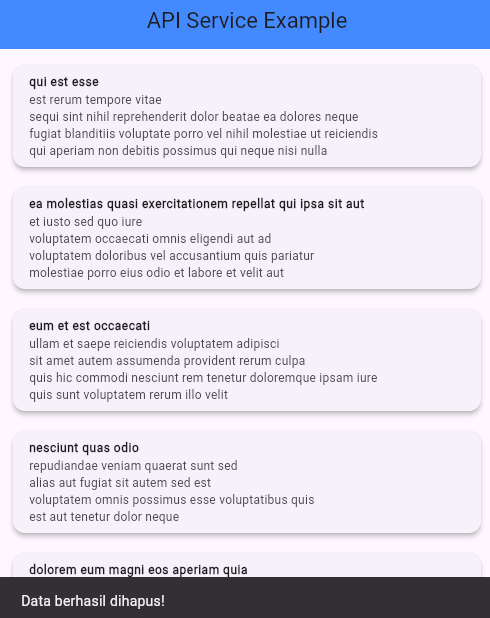 API Service Example
qui est esse
est rerum tempore vitae
sequi sint nihil reprehenderit dolor beatae ea dolores neque
fugiat blanditiis voluptate porro vel nihil molestiae ut reiciendis
qui aperiam non debitis possimus qui neque nisi nulla
ea molestias quasi exercitationem repellat qui ipsa sit aut
et iusto sed quo iure
voluptatem occaecati omnis eligendi aut ad
voluptatem doloribus vel accusantium quis pariatur
molestiae porro eius odio et labore et velit aut
eum et est occaecati
ullam et saepe reiciendis voluptatem adipisci
sit amet autem assumenda provident rerum culpa
quis hic commodi nesciunt rem tenetur doloremque ipsam iure
quis sunt voluptatem rerum illo velit
nesciunt quas odio
repudiandae veniam quaerat sunt sed
alias aut fugiat sit autem sed est
voluptatem omnis possimus esse voluptatibus quis
est aut tenetur dolor neque
dolorem eum magni eos aperiam quia
Data berhasil dihapus!